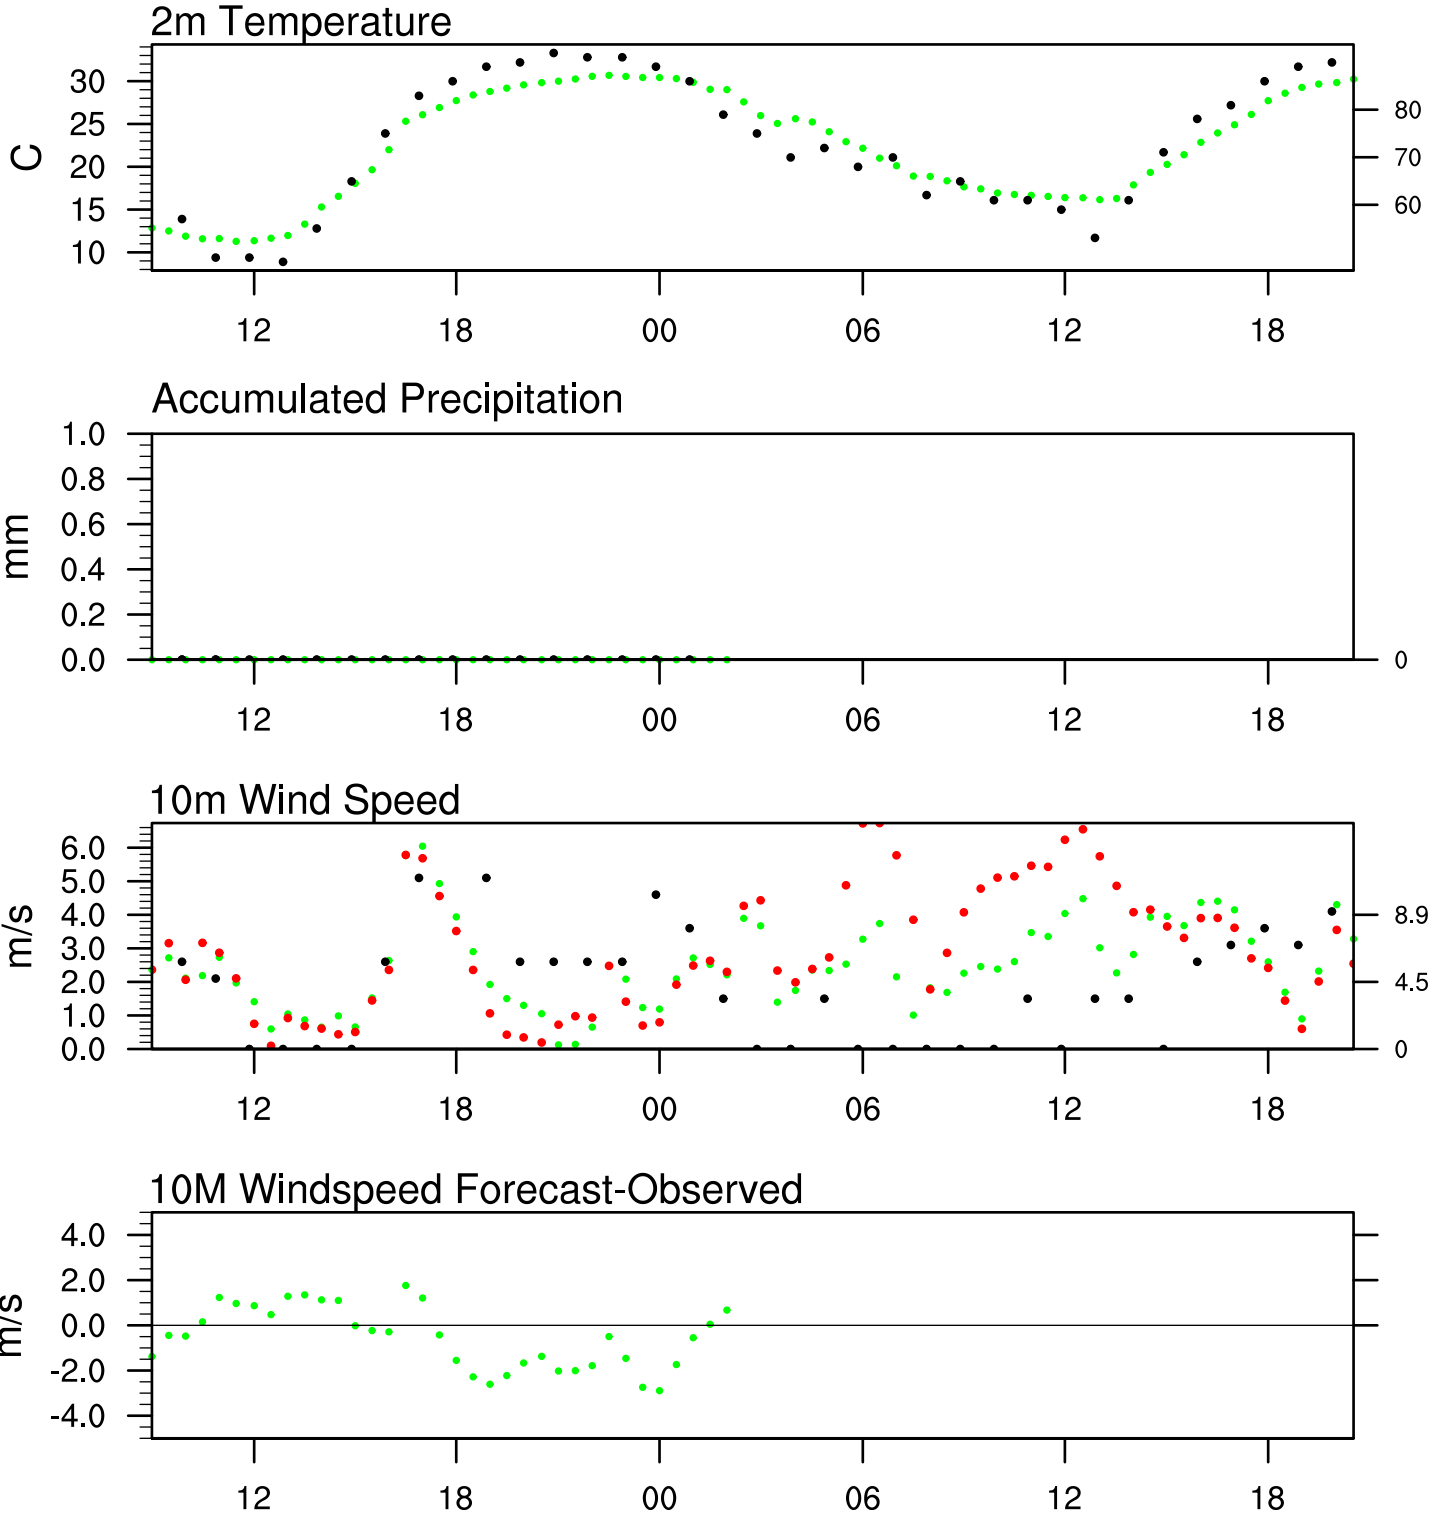 2m Temperature
30
25
20
15
10
C
80
70
60
12 18 00 06 12 18
Accumulated Precipitation
1.0
0.8
0.6
0.4
0.2
0.0
mm
0
12 18 00 06 12 18
10m Wind Speed
6.0
5.0
4.0
3.0
2.0
1.0
0.0
m/s
8.9
4.5
0
12 18 00 06 12 18
10M Windspeed Forecast-Observed
4.0
2.0
0.0
-2.0
-4.0
m/s
12 18 00 06 12 18